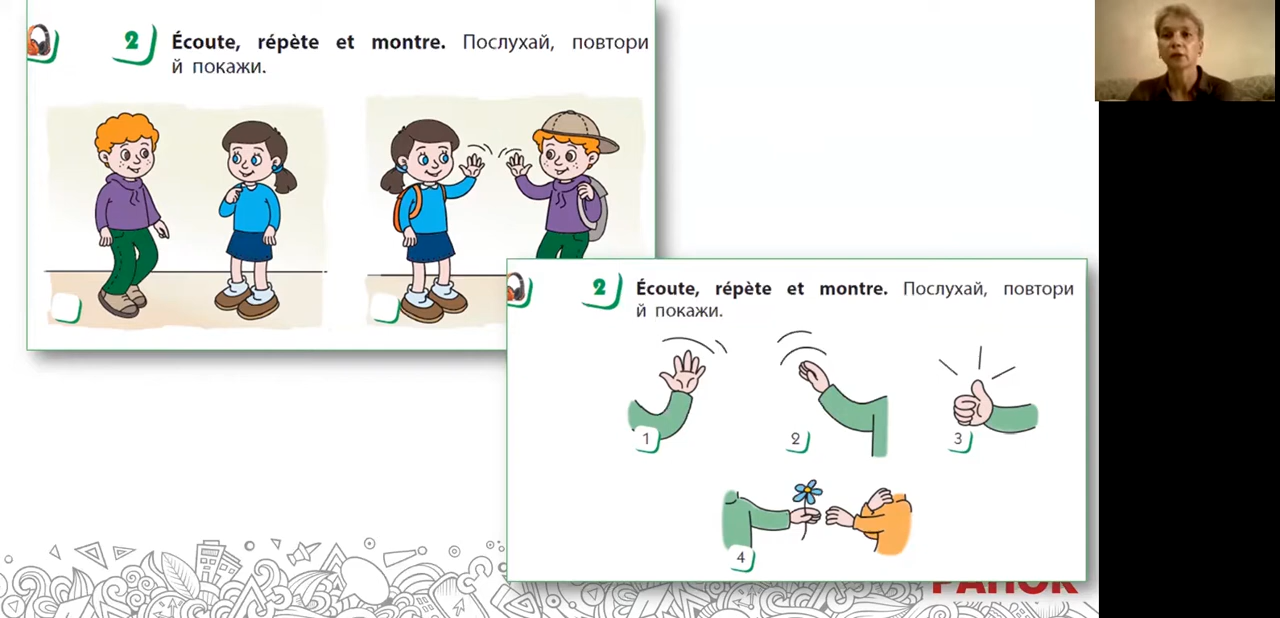 2 Écoute, répète et montre. Послухай, повтори
й покажи.
2 Écoute, répète et montre. Послухай, повтори
й покажи.
1
2
3
4
РАНОК